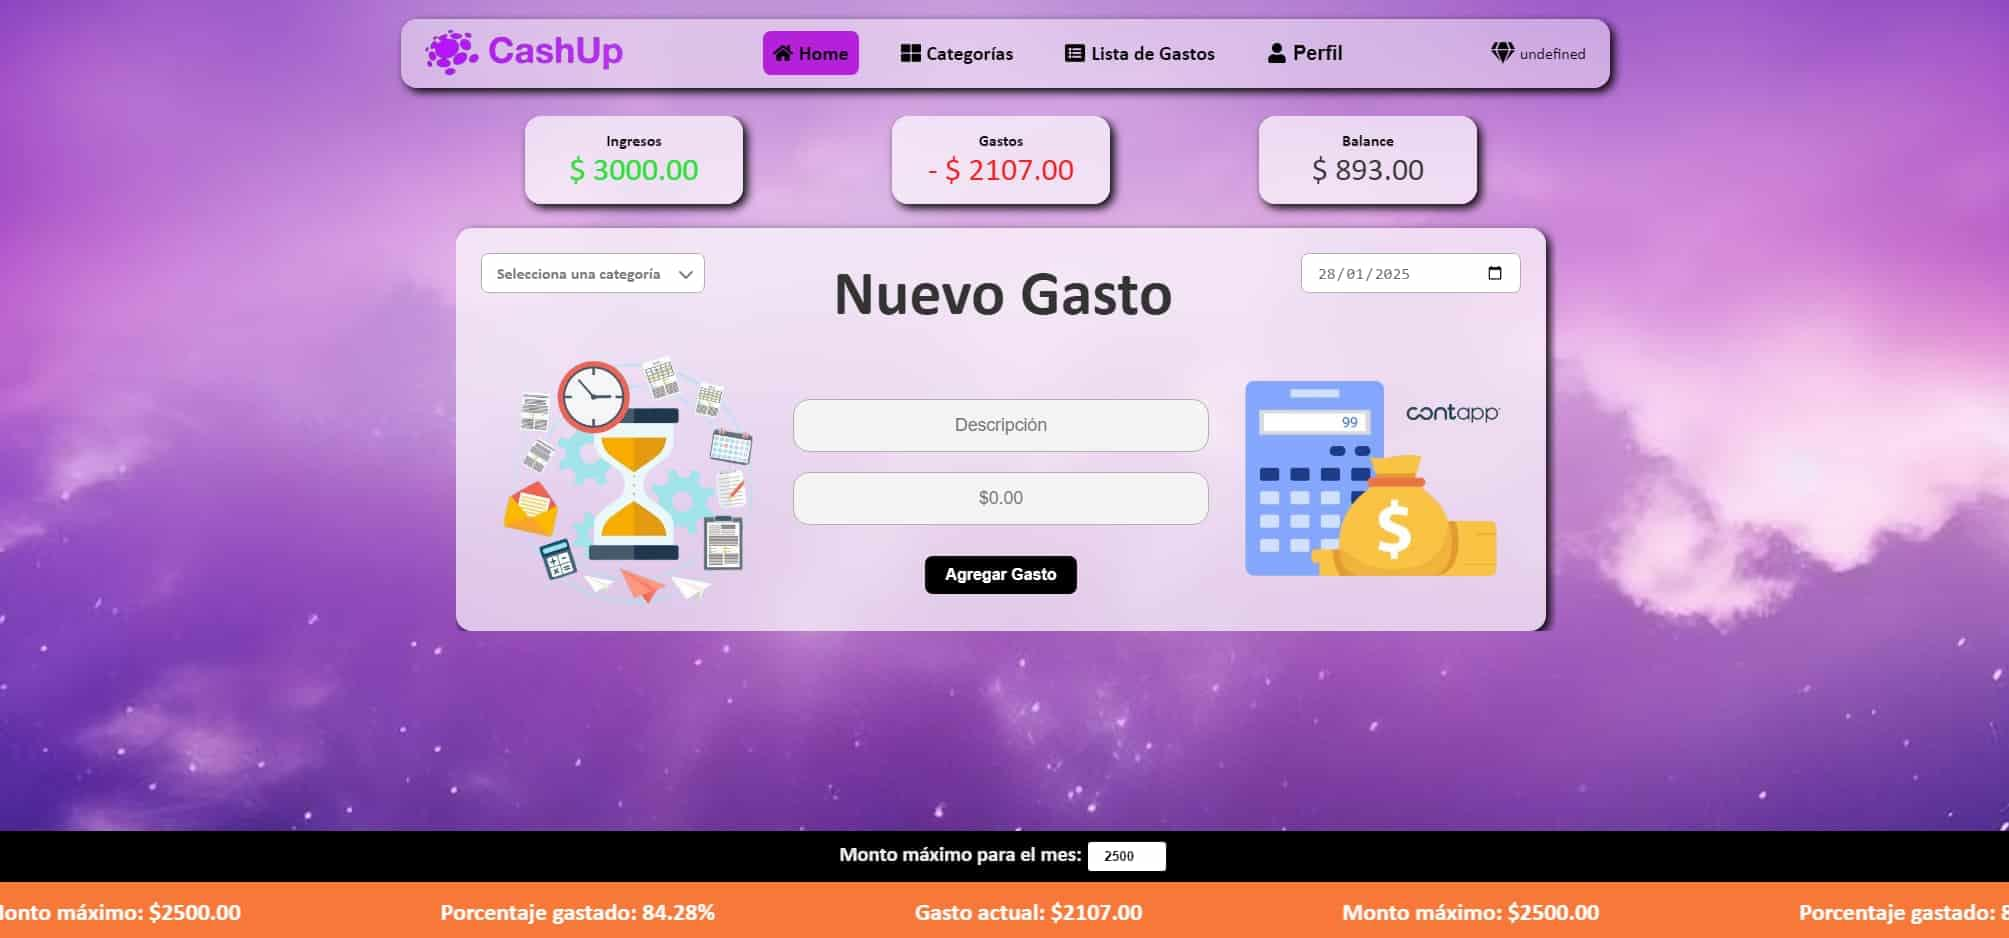 CashUp
Home
Categorías
Lista de Gastos
Perfil
undefined
Ingresos
$ 3000.00
Gastos
- $ 2107.00
Balance
$ 893.00
Selecciona una categoría
Nuevo Gasto
28/01/2025
99
contapp
Descripción
$0.00
$
Agregar Gasto
Monto máximo para el mes: 2500
onto máximo: $2500.00 Porcentaje gastado: 84.28% Gasto actual: $2107.00 Monto máximo: $2500.00 Porcentaje gastado: 8